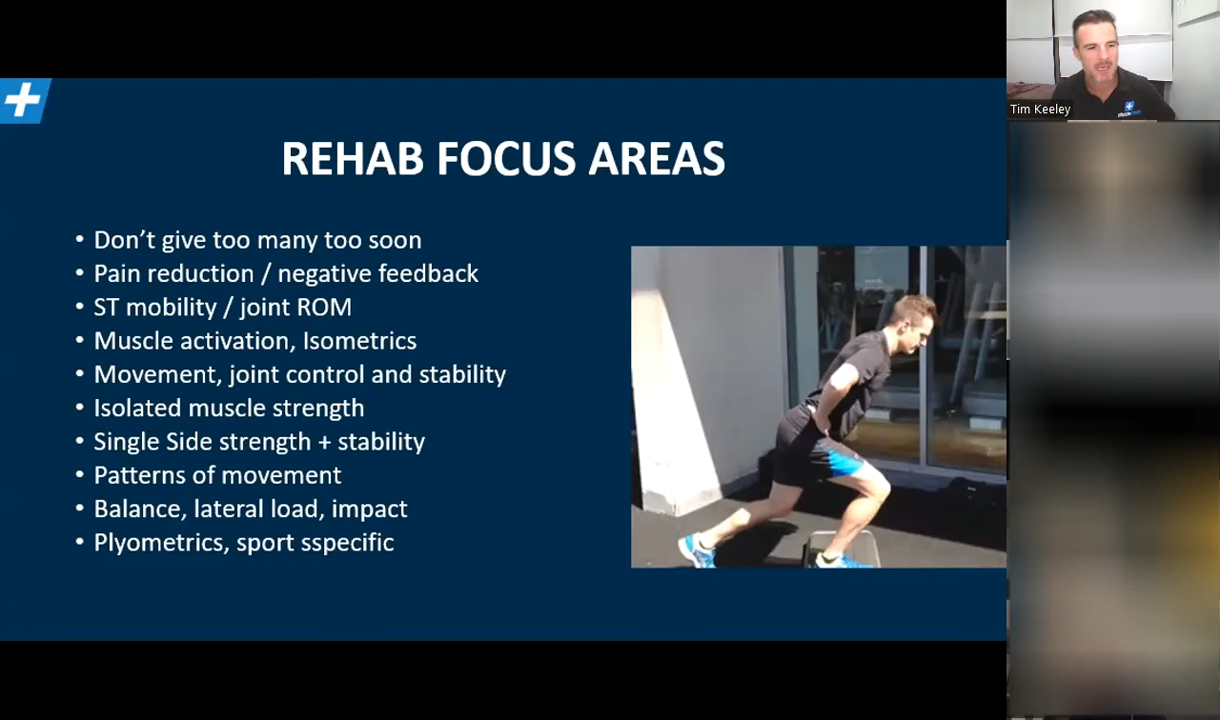 REHAB FOCUS AREAS
• Don't give too many too soon
• Pain reduction / negative feedback
• ST mobility / joint ROM
• Muscle activation, Isometrics
• Movement, joint control and stability
• Isolated muscle strength
• Single Side strength + stability
• Patterns of movement
• Balance, lateral load, impact
• Plyometrics, sport sspecific
Tim Keeley